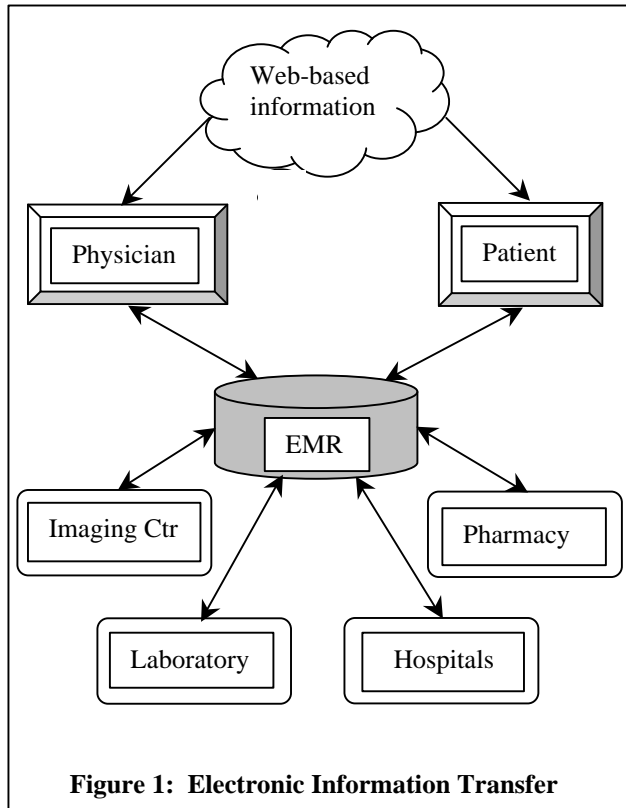 Web-based
information
Physician
Patient
EMR
Imaging Ctr
Pharmacy
Laboratory
Hospitals
Figure 1: Electronic Information Transfer